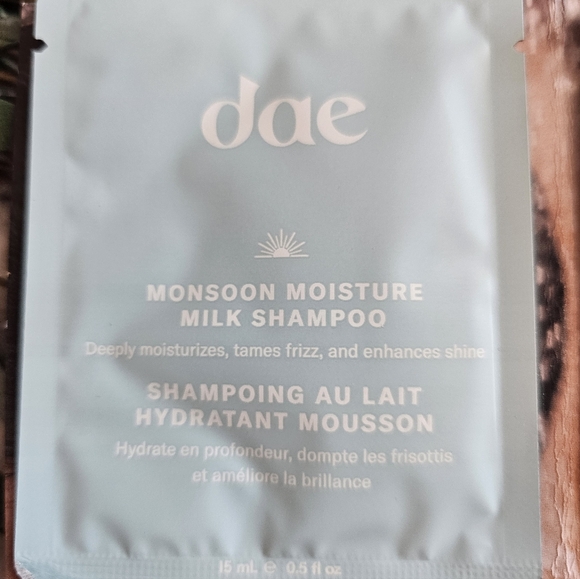 dae
MONSOON MOISTURE
MILK SHAMPOO
Deeply moisturizes, tames frizz, and enhances shine
SHAMPOING AU LAIT
HYDRATANT MOUSSON
Hydrate en profondeur, dompte les frisottis
et améliore la brillance
15 mL ℮ 0.5 fl oz